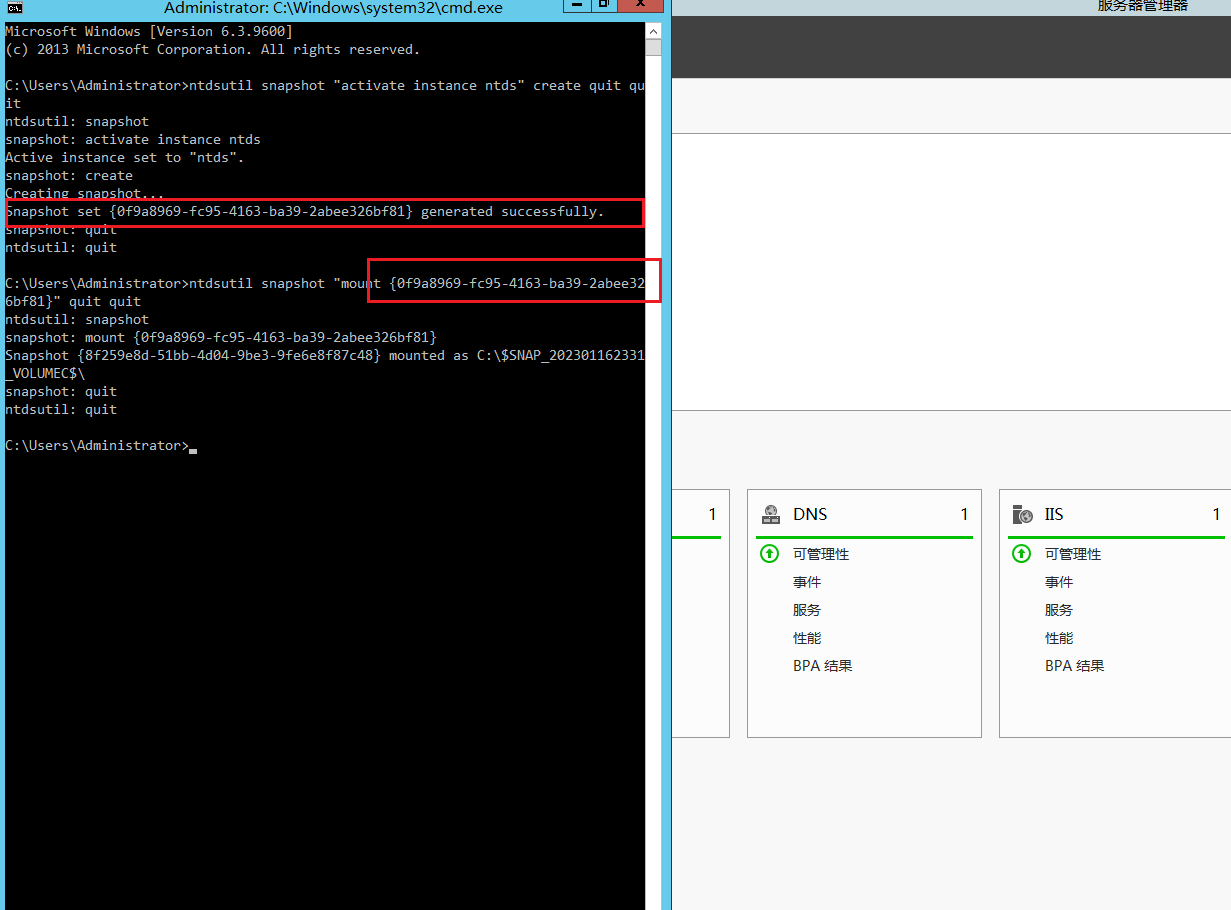 Administrator: C:\Windows\system32\cmd.exe
服务器管理器
Microsoft Windows [Version 6.3.9600]
(c) 2013 Microsoft Corporation. All rights reserved.
C:\Users\Administrator>ntdsutil snapshot "activate instance ntds" create quit qu
it
ntdsutil: snapshot
snapshot: activate instance ntds
Active instance set to "ntds".
snapshot: create
Creating snapshot...
Snapshot set {0f9a8969-fc95-4163-ba39-2abee326bf81} generated successfully.
snapshot: quit
ntdsutil: quit
C:\Users\Administrator>ntdsutil snapshot "mount {0f9a8969-fc95-4163-ba39-2abee32
6bf81}" quit quit
ntdsutil: snapshot
snapshot: mount {0f9a8969-fc95-4163-ba39-2abee326bf81}
Snapshot {8f259e8d-51bb-4d04-9be3-9fe6e8f87c48} mounted as C:\$SNAP_202301162331
_VOLUMEC$\
snapshot: quit
ntdsutil: quit
C:\Users\Administrator>
1
DNS 1
可管理性
事件
服务
性能
BPA 结果
IIS 1
可管理性
事件
服务
性能
BPA 结果